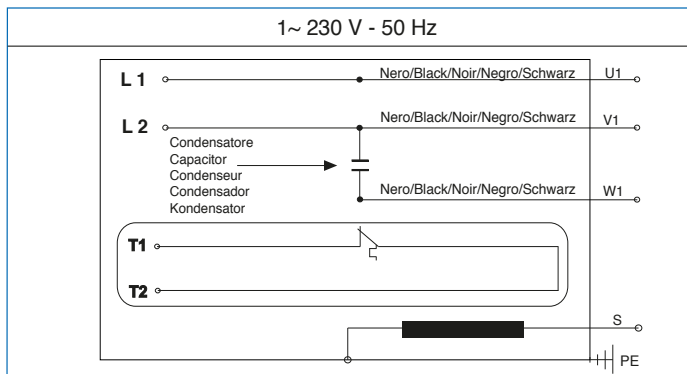 1~ 230 V - 50 Hz
L 1
Nero/Black/Noir/Negro/Schwarz
U1
L 2
Nero/Black/Noir/Negro/Schwarz
V1
Condensatore
Capacitor
Condenseur
Condensador
Kondensator
Nero/Black/Noir/Negro/Schwarz
W1
T1
T2
S
PE